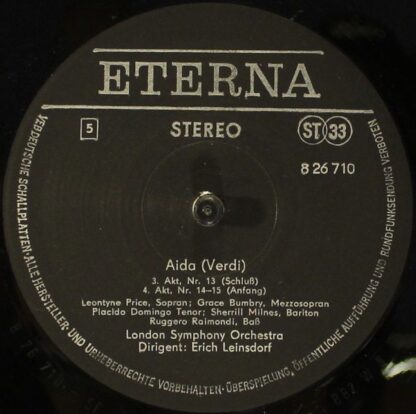 ETERNA
5
STEREO
ST 33
8 26 710
Aida (Verdi)
3. Akt, Nr. 13 (Schluß)
4. Akt, Nr. 14–15 (Anfang)
Leontyne Price, Sopran; Grace Bumbry, Mezzosopran
Placido Domingo Tenor; Sherrill Milnes, Bariton
Ruggero Raimondi, Baß
London Symphony Orchestra
Dirigent: Erich Leinsdorf
VEB DEUTSCHE SCHALLPLATTEN · ALLE HERSTELLER- UND URHEBERRECHTE VORBEHALTEN · ÜBERSPIELUNG, ÖFFENTLICHE AUFFÜHRUNG UND RUNDFUNKSENDUNG VERBOTEN